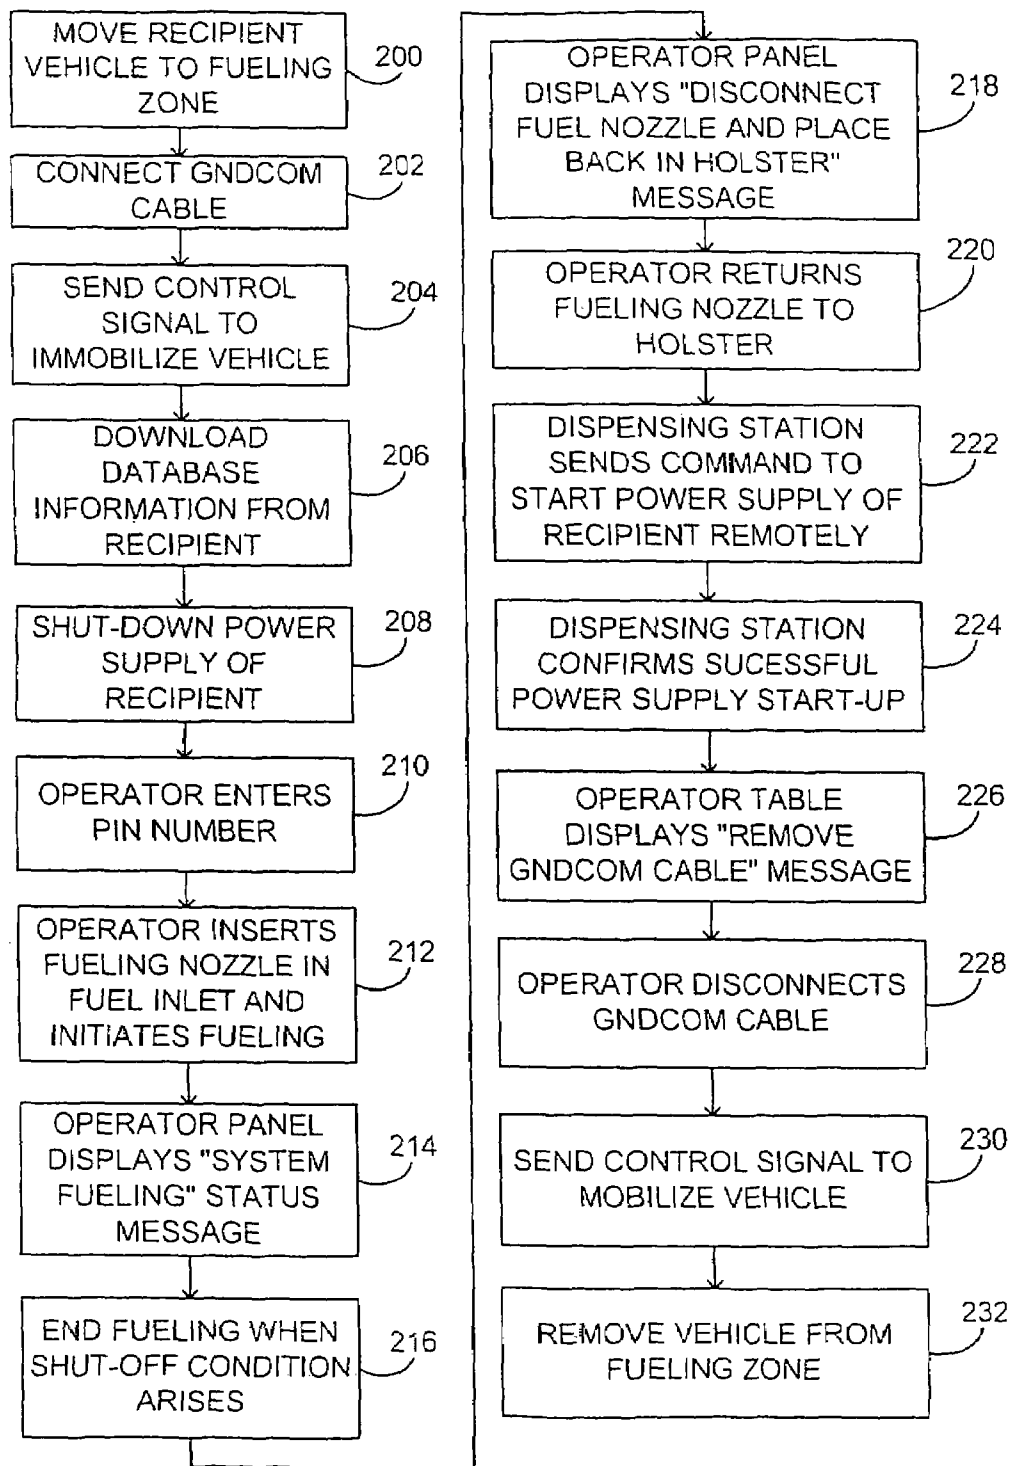 MOVE RECIPIENT
VEHICLE TO FUELING
ZONE
200
CONNECT GNDCOM
CABLE
202
SEND CONTROL
SIGNAL TO
IMMOBILIZE VEHICLE
204
DOWNLOAD
DATABASE
INFORMATION FROM
RECIPIENT
206
SHUT-DOWN POWER
SUPPLY OF
RECIPIENT
208
OPERATOR ENTERS
PIN NUMBER
210
OPERATOR INSERTS
FUELING NOZZLE IN
FUEL INLET AND
INITIATES FUELING
212
OPERATOR PANEL
DISPLAYS "SYSTEM
FUELING" STATUS
MESSAGE
214
END FUELING WHEN
SHUT-OFF CONDITION
ARISES
216
OPERATOR PANEL
DISPLAYS "DISCONNECT
FUEL NOZZLE AND PLACE
BACK IN HOLSTER"
MESSAGE
218
OPERATOR RETURNS
FUELING NOZZLE TO
HOLSTER
220
DISPENSING STATION
SENDS COMMAND TO
START POWER SUPPLY OF
RECIPIENT REMOTELY
222
DISPENSING STATION
CONFIRMS SUCESSFUL
POWER SUPPLY START-UP
224
OPERATOR TABLE
DISPLAYS "REMOVE
GNDCOM CABLE" MESSAGE
226
OPERATOR DISCONNECTS
GNDCOM CABLE
228
SEND CONTROL SIGNAL TO
MOBILIZE VEHICLE
230
REMOVE VEHICLE FROM
FUELING ZONE
232